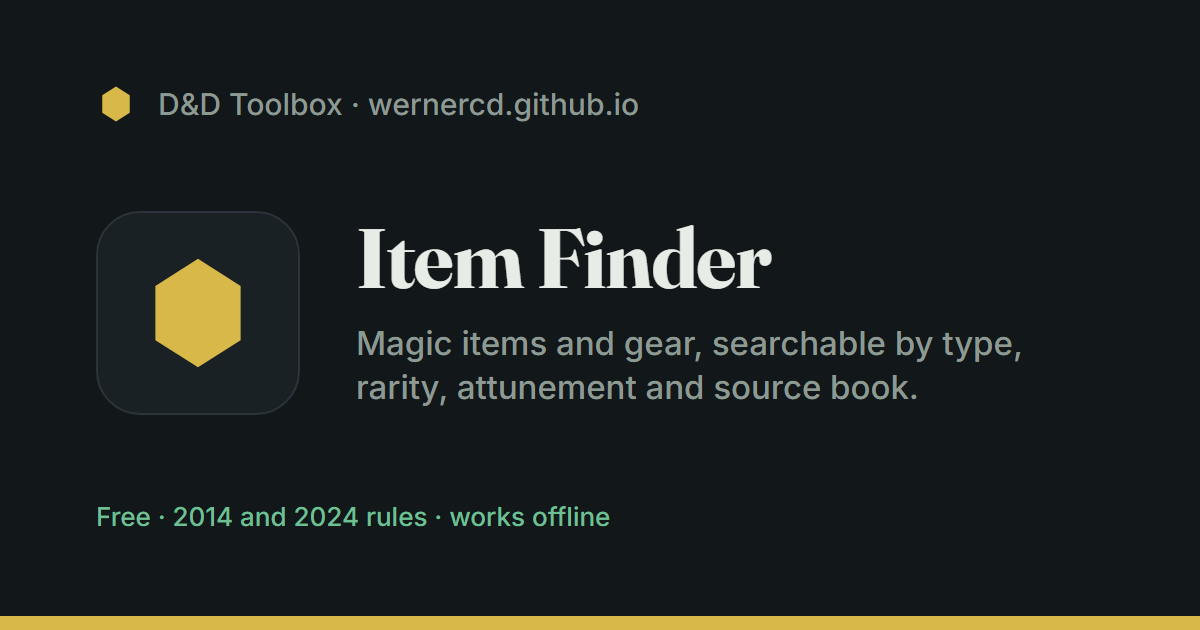 D&D Toolbox · wernercd.github.io
Item Finder
Magic items and gear, searchable by type,
rarity, attunement and source book.
Free · 2014 and 2024 rules · works offline